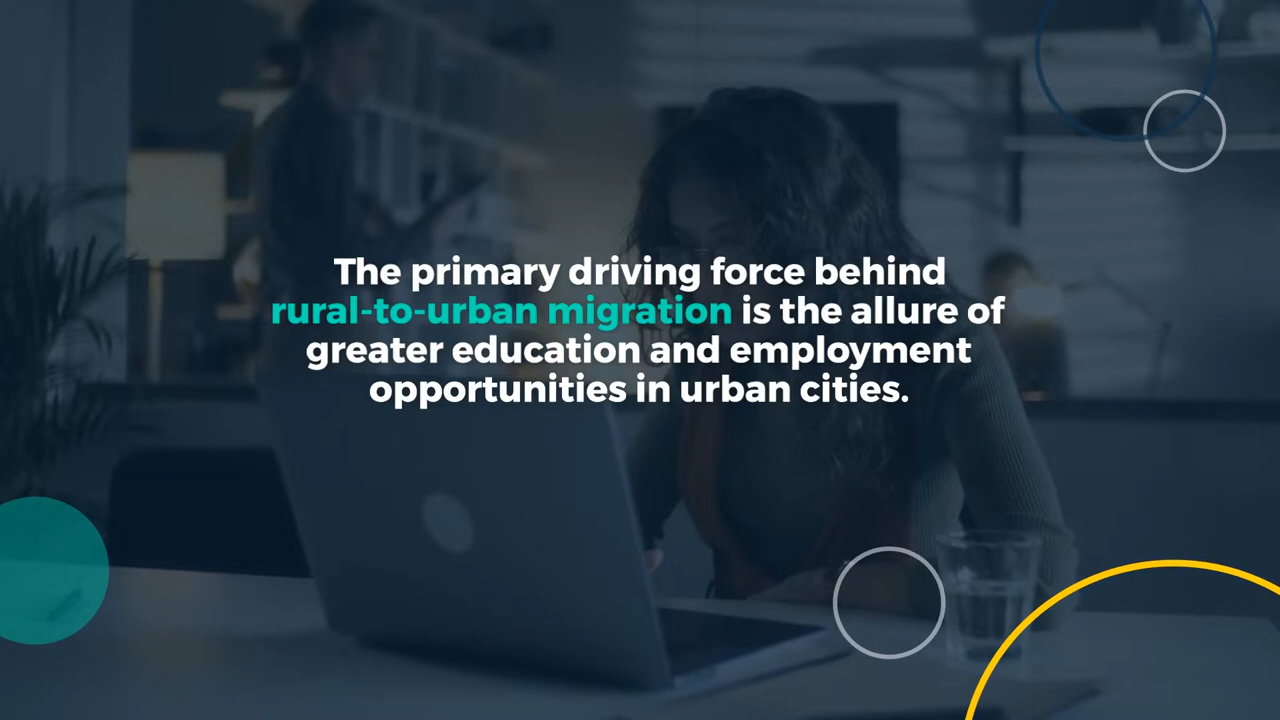 The primary driving force behind
rural-to-urban migration is the allure of
greater education and employment
opportunities in urban cities.